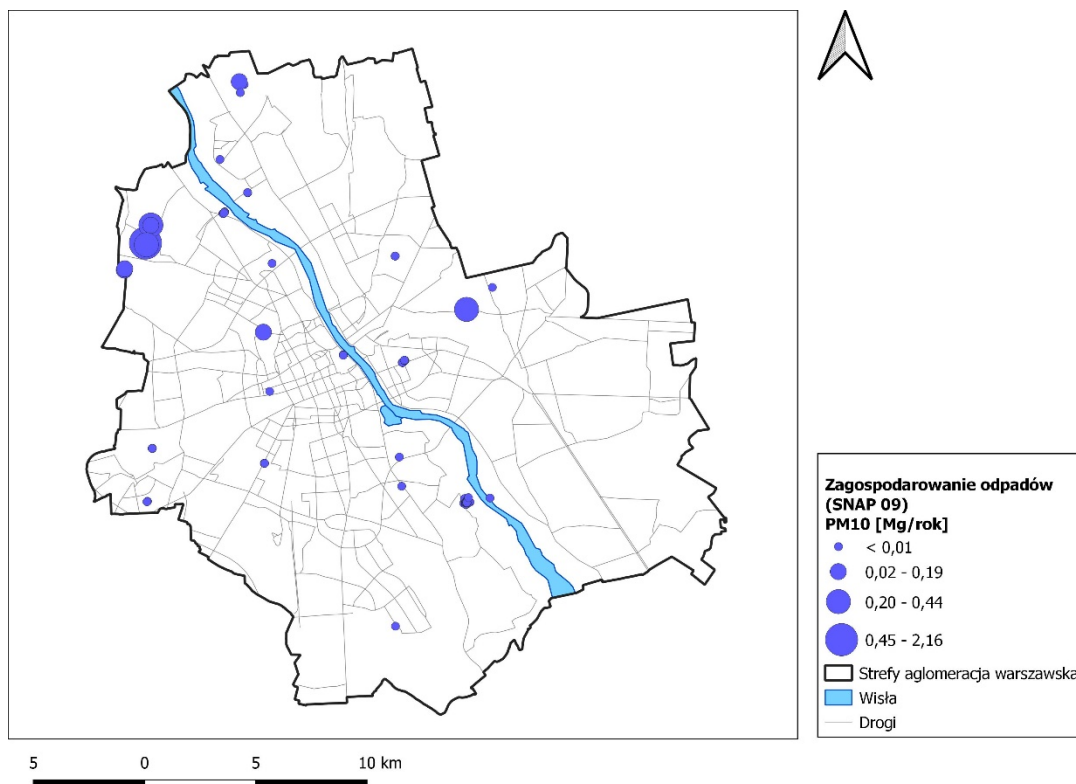 Zagospodarowanie odpadów
(SNAP 09)
PM10 [Mg/rok]
< 0,01
0,02 - 0,19
0,20 - 0,44
0,45 - 2,16
Strefy aglomeracja warszawska
Wisła
Drogi
5 0 5 10 km